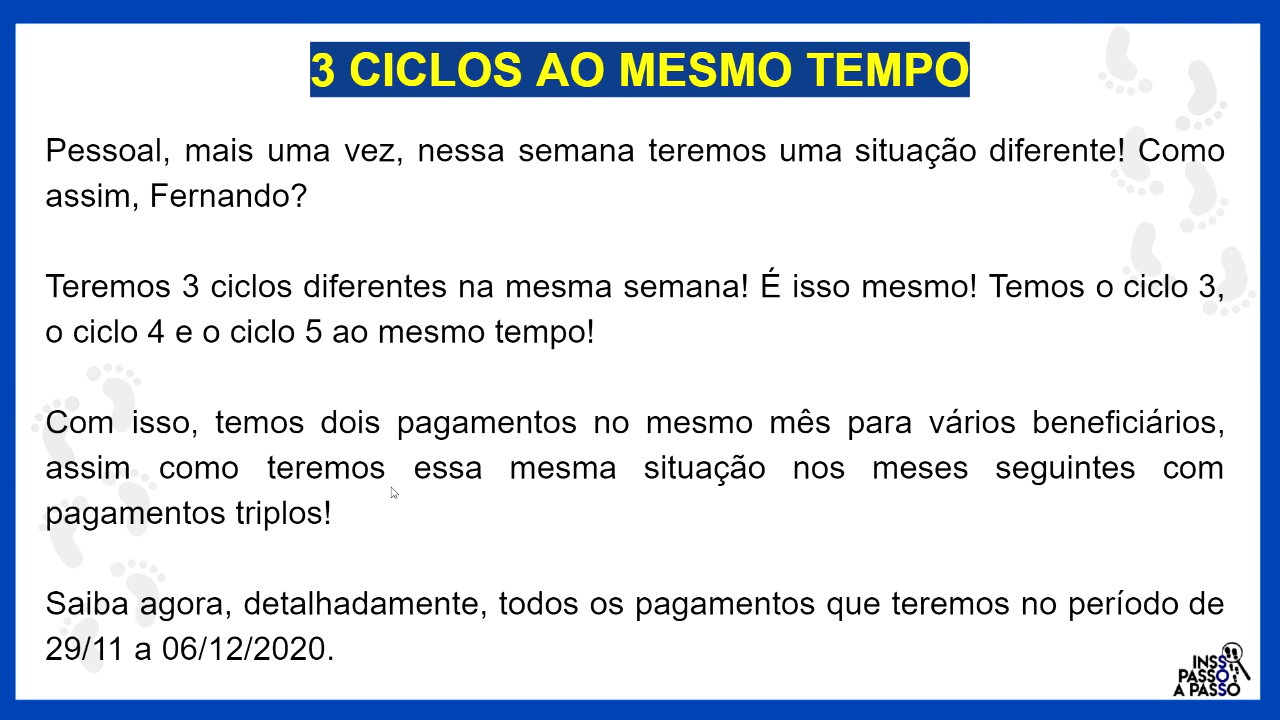 3 CICLOS AO MESMO TEMPO
Pessoal, mais uma vez, nessa semana teremos uma situação diferente! Como
assim, Fernando?
Teremos 3 ciclos diferentes na mesma semana! É isso mesmo! Temos o ciclo 3,
o ciclo 4 e o ciclo 5 ao mesmo tempo!
Com isso, temos dois pagamentos no mesmo mês para vários beneficiários,
assim como teremos essa mesma situação nos meses seguintes com
pagamentos triplos!
Saiba agora, detalhadamente, todos os pagamentos que teremos no período de
29/11 a 06/12/2020.
INSS
PASSO
A PASSO